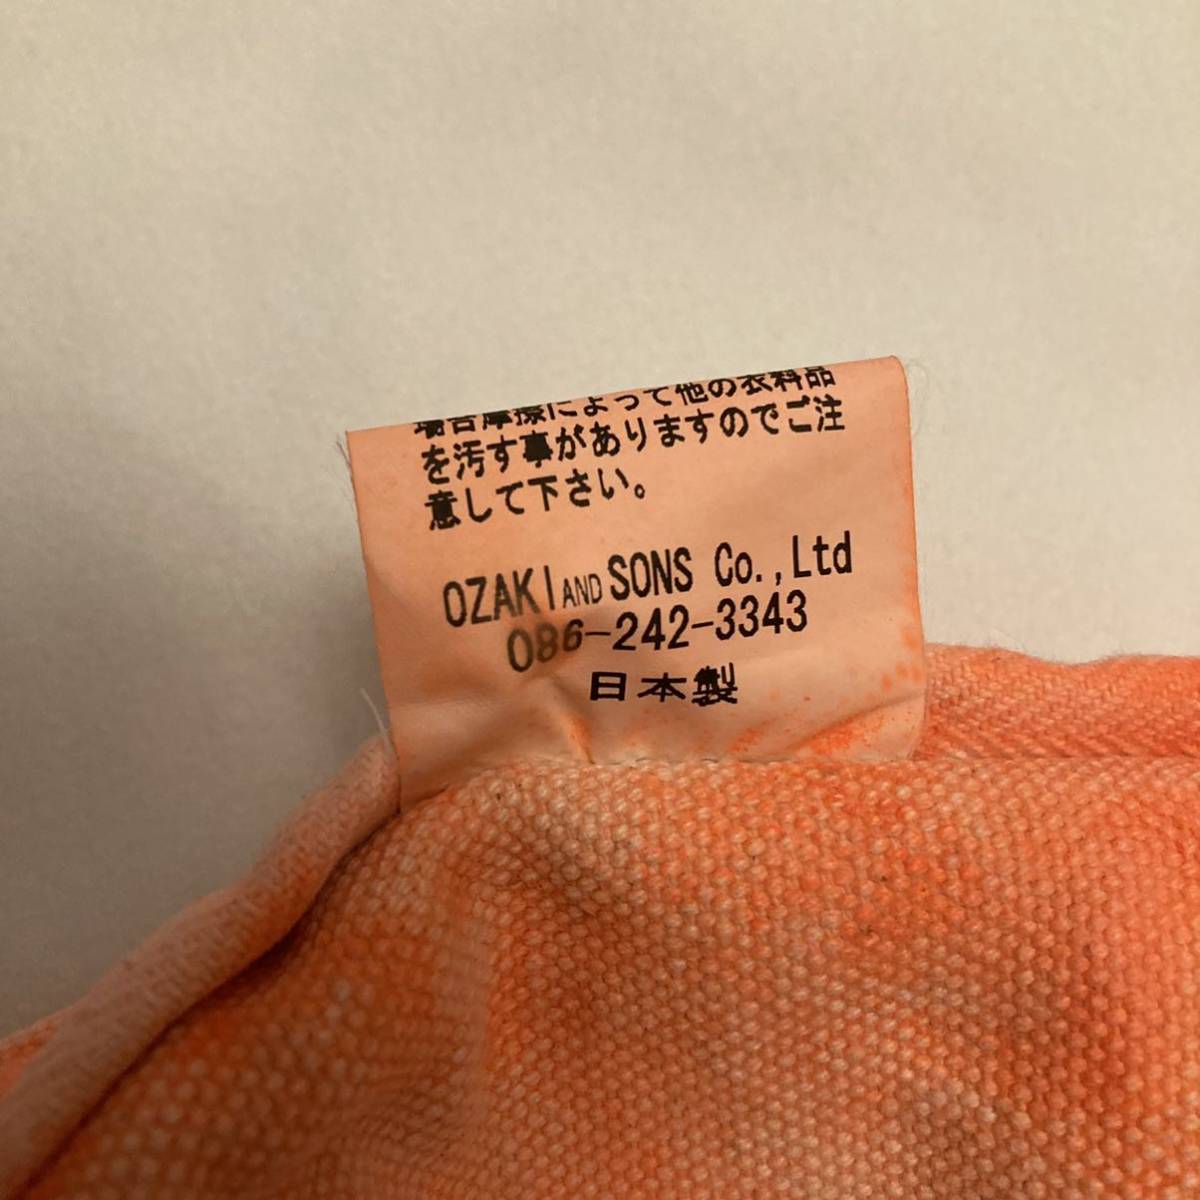 場合摩擦によって他の衣料品
を汚す事がありますのでご注
意して下さい。
OZAKI AND SONS Co.,Ltd
086-242-3343
日本製